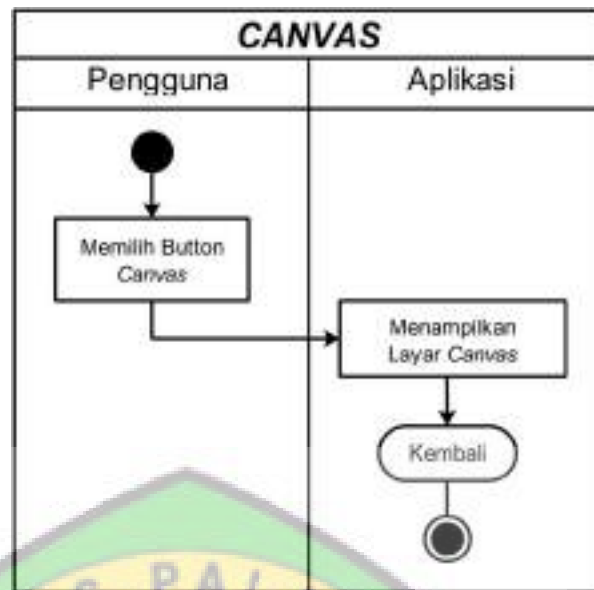 CANVAS
Pengguna
Aplikasi
Memilih Button
Canvas
Menampilkan
Layar Canvas
Kembali